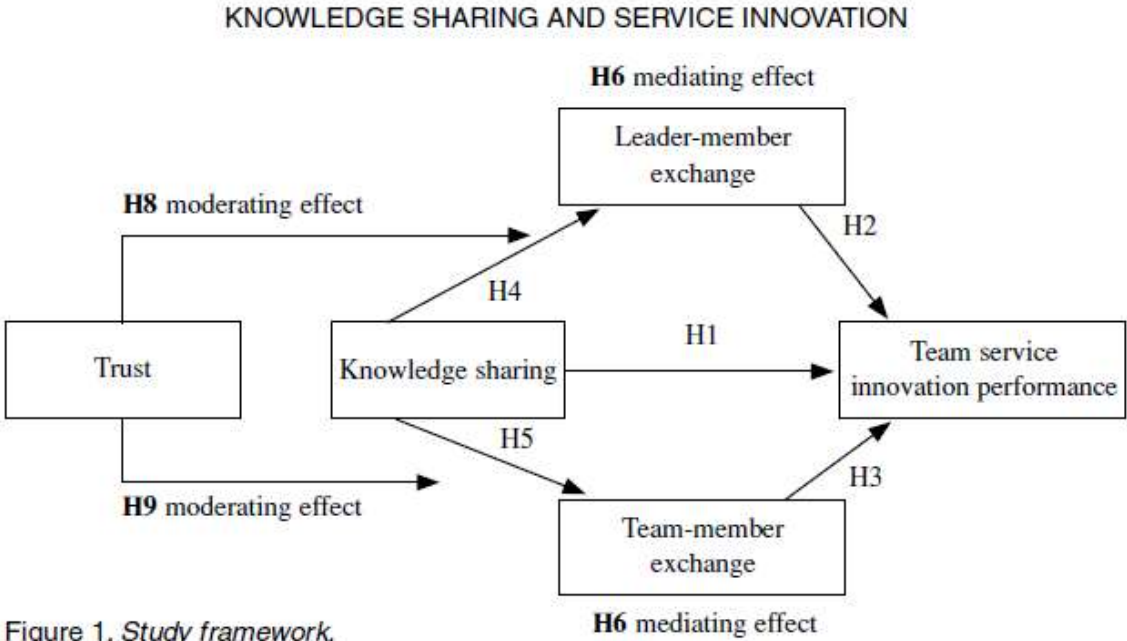 KNOWLEDGE SHARING AND SERVICE INNOVATION
H6 mediating effect
Leader-member
exchange
H8 moderating effect
H2
H4
H1
Trust
Knowledge sharing
Team service
innovation performance
H5
H3
H9 moderating effect
Team-member
exchange
H6 mediating effect
Figure 1. Study framework.